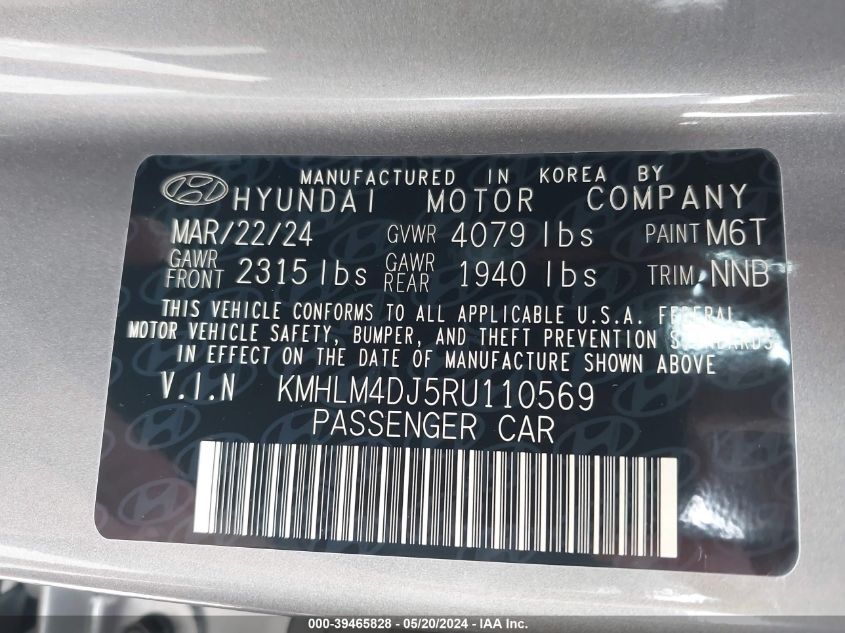 MANUFACTURED IN KOREA BY
HYUNDAI MOTOR COMPANY
MAR/22/24 GVWR 4079 lbs PAINT M6T
GAWR FRONT 2315 lbs GAWR REAR 1940 lbs TRIM NNB
THIS VEHICLE CONFORMS TO ALL APPLICABLE U.S.A. FEDERAL
MOTOR VEHICLE SAFETY, BUMPER, AND THEFT PREVENTION STANDARDS
IN EFFECT ON THE DATE OF MANUFACTURE SHOWN ABOVE
V.I.N KMHLM4DJ5RU110569
PASSENGER CAR
000-39465828 - 05/20/2024 - IAA Inc.